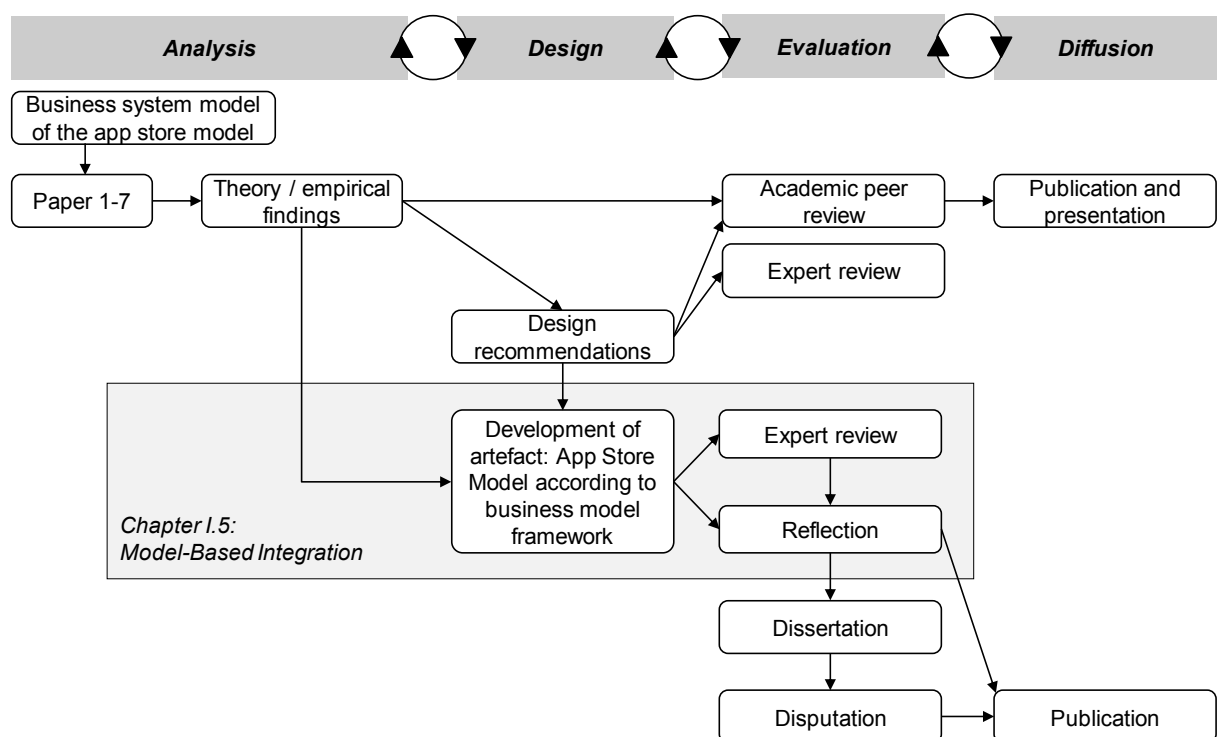 Analysis
Design
Evaluation
Diffusion
Business system model
of the app store model
Paper 1-7
Theory / empirical
findings
Academic peer
review
Publication and
presentation
Expert review
Design
recommendations
Development of
artefact: App Store
Model according to
business model
framework
Expert review
Chapter I.5:
Model-Based Integration
Reflection
Dissertation
Disputation
Publication